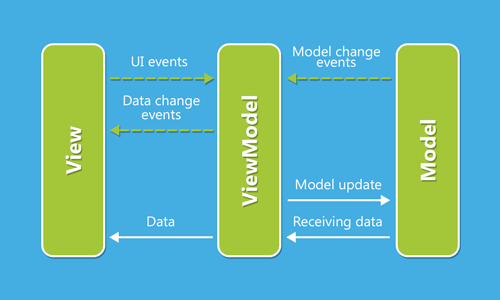 UI events
Model change
events
Data change
events
View
ViewModel
Model
Model update
Data
Receiving data